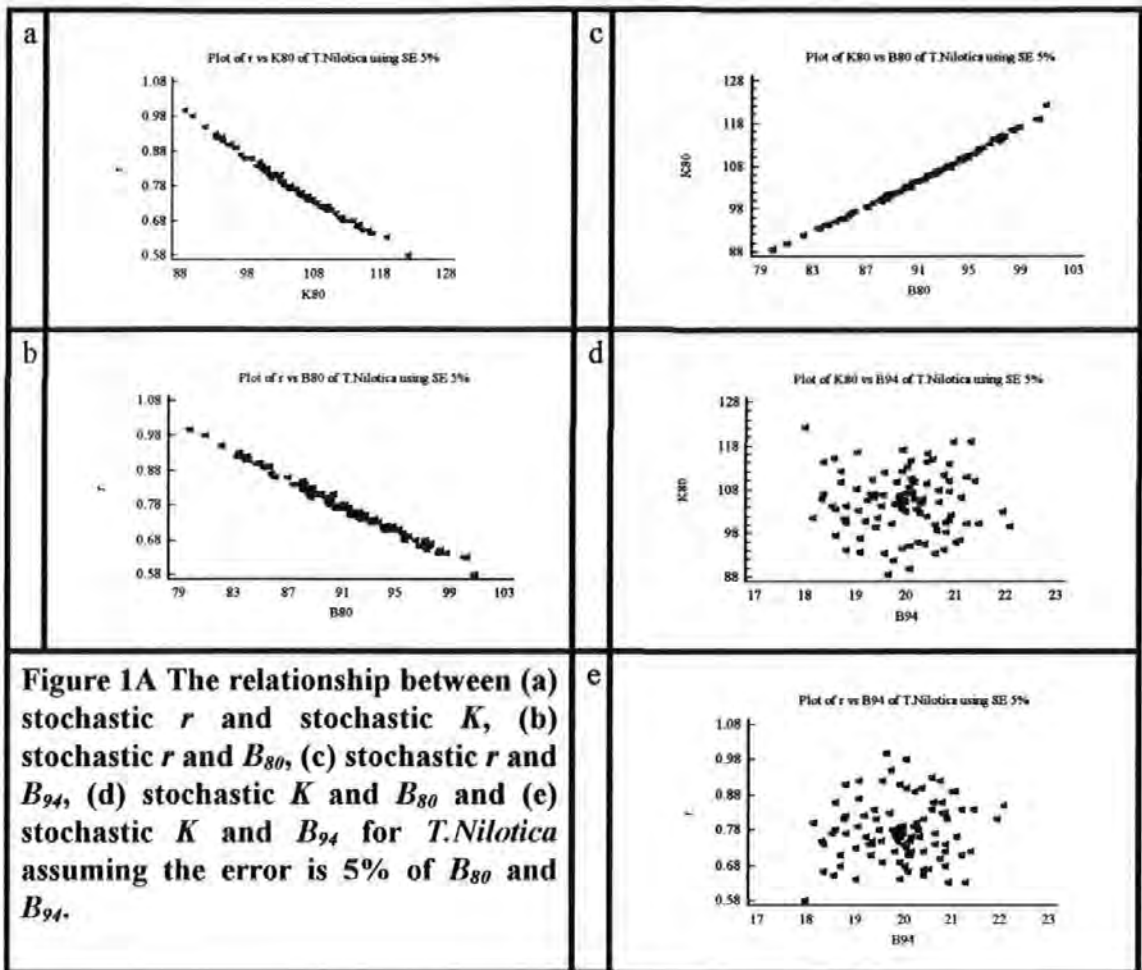 a
Plot of r vs K80 of T.Nilotica using SE 5%
1.08
0.98
0.88
0.78
0.68
0.58
r
88 98 108 118 128
K80
c
Plot of K80 vs B80 of T.Nilotica using SE 5%
128
118
108
98
88
K80
79 83 87 91 95 99 103
B80
b
Plot of r vs B80 of T.Nilotica using SE 5%
1.08
0.98
0.88
0.78
0.68
0.58
r
79 83 87 91 95 99 103
B80
d
Plot of K80 vs B94 of T.Nilotica using SE 5%
128
118
108
98
88
K80
17 18 19 20 21 22 23
B94
Figure 1A The relationship between (a)
stochastic r and stochastic K, (b)
stochastic r and B80, (c) stochastic r and
B94, (d) stochastic K and B80 and (e)
stochastic K and B94 for T.Nilotica
assuming the error is 5% of B80 and
B94.
e
Plot of r vs B94 of T.Nilotica using SE 5%
1.08
0.98
0.88
0.78
0.68
0.58
r
17 18 19 20 21 22 23
B94